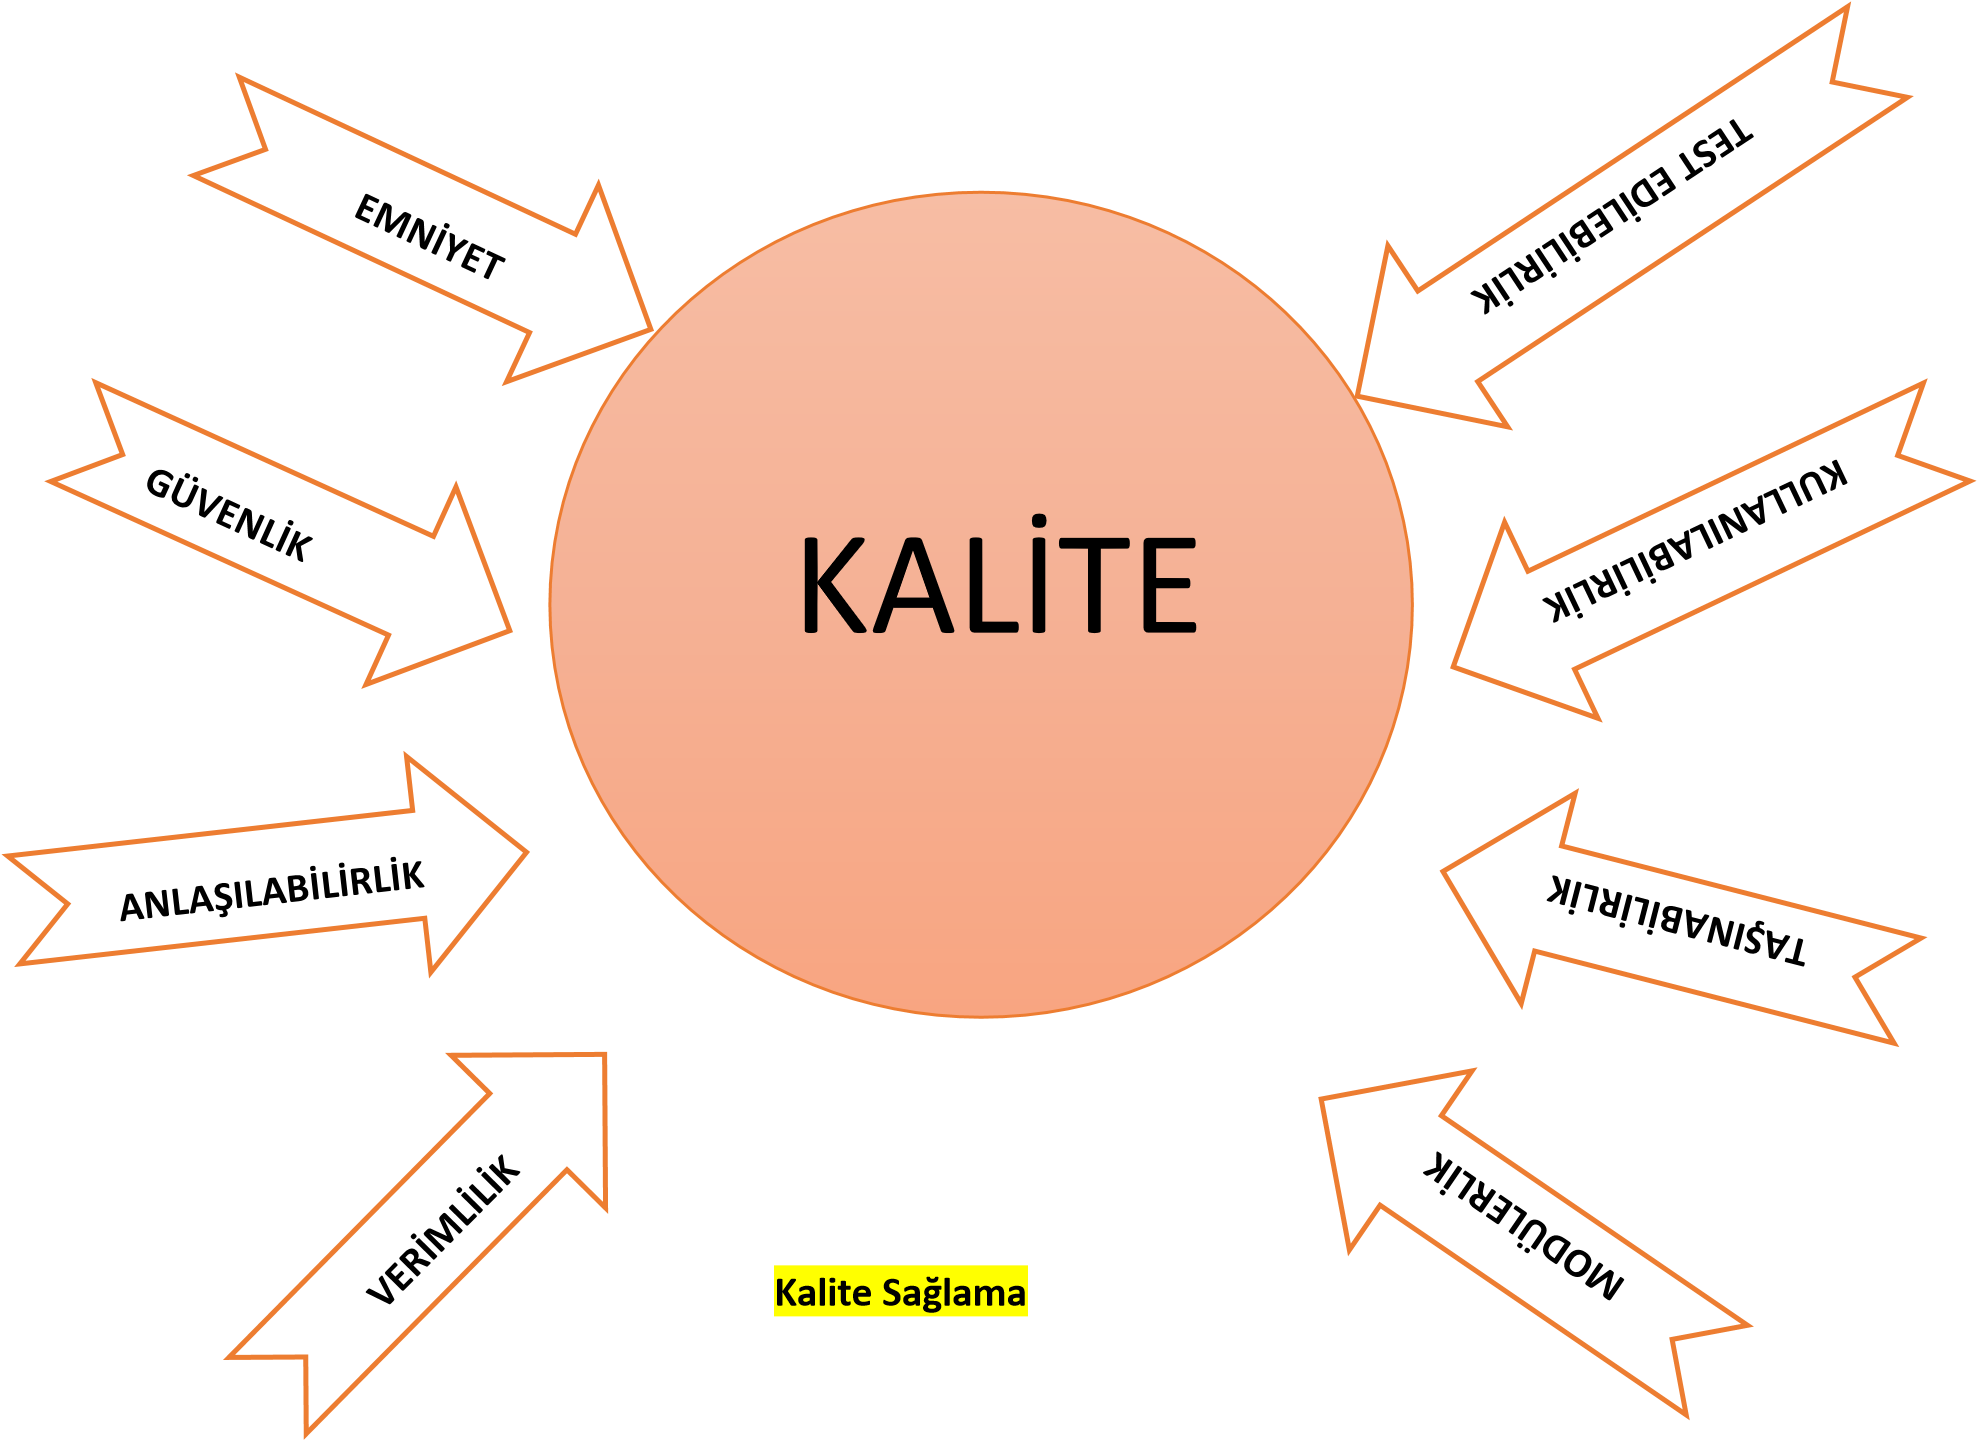 EMNİYET
TEST EDİLEBİLİRLİK
GÜVENLİK
KULLANILABİLİRLİK
KALİTE
ANLAŞILABİLİRLİK
TAŞINABİLİRLİK
VERİMLİLİK
MODÜLERLİK
Kalite Sağlama